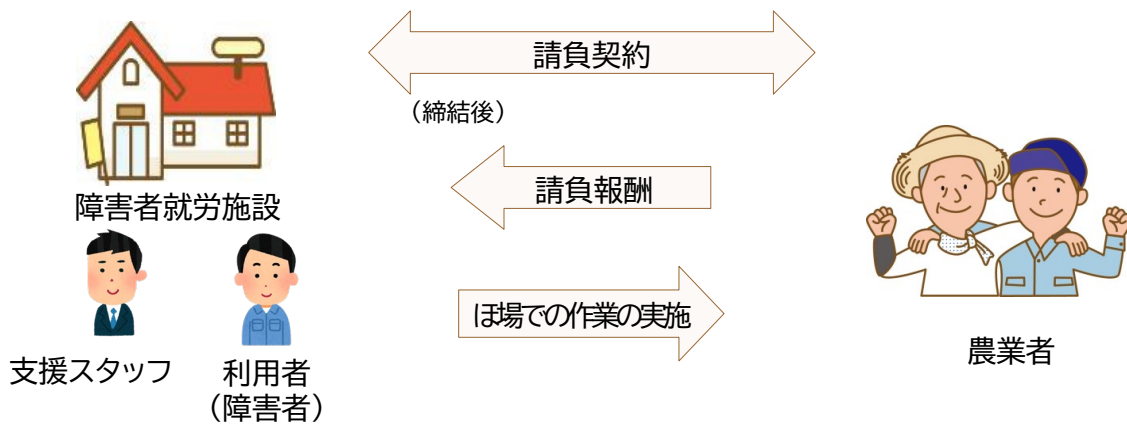 請負契約
(締結後)
請負報酬
障害者就労施設
ほ場での作業の実施
支援スタッフ
利用者
(障害者)
農業者